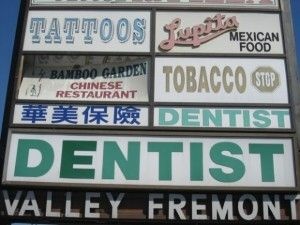 TATTOOS
Lupita
MEXICAN
FOOD
BAMBOO GARDEN
CHINESE
RESTAURANT
TOBACCO STOP
華美保險
DENTIST
DENTIST
VALLEY FREMONT